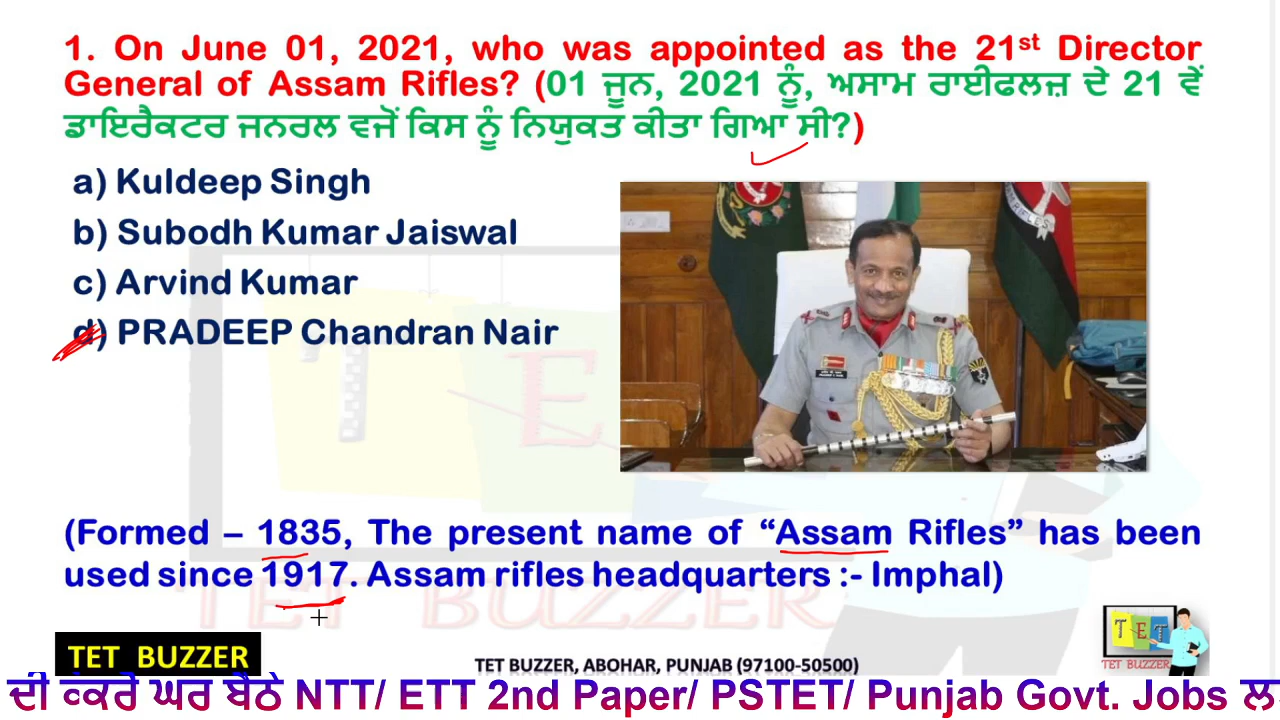 1. On June 01, 2021, who was appointed as the 21st Director
General of Assam Rifles? (01 ਜੂਨ, 2021 ਨੂੰ, ਅਸਾਮ ਰਾਈਫਲਜ਼ ਦੇ 21 ਵੇਂ
ਡਾਇਰੈਕਟਰ ਜਨਰਲ ਵਜੋਂ ਕਿਸ ਨੂੰ ਨਿਯੁਕਤ ਕੀਤਾ ਗਿਆ ਸੀ?)
a) Kuldeep Singh
b) Subodh Kumar Jaiswal
c) Arvind Kumar
d) PRADEEP Chandran Nair
(Formed – 1835, The present name of “Assam Rifles” has been
used since 1917. Assam rifles headquarters :- Imphal)
TET BUZZER
TET BUZZER
TET BUZZER, ABOHAR, PUNJAB (97100-50500)
TET
TET BUZZER
ਦੀ ਘਰ ਬੈਠੇ NTT/ ETT 2nd Paper/ PSTET/ Punjab Govt. Jobs